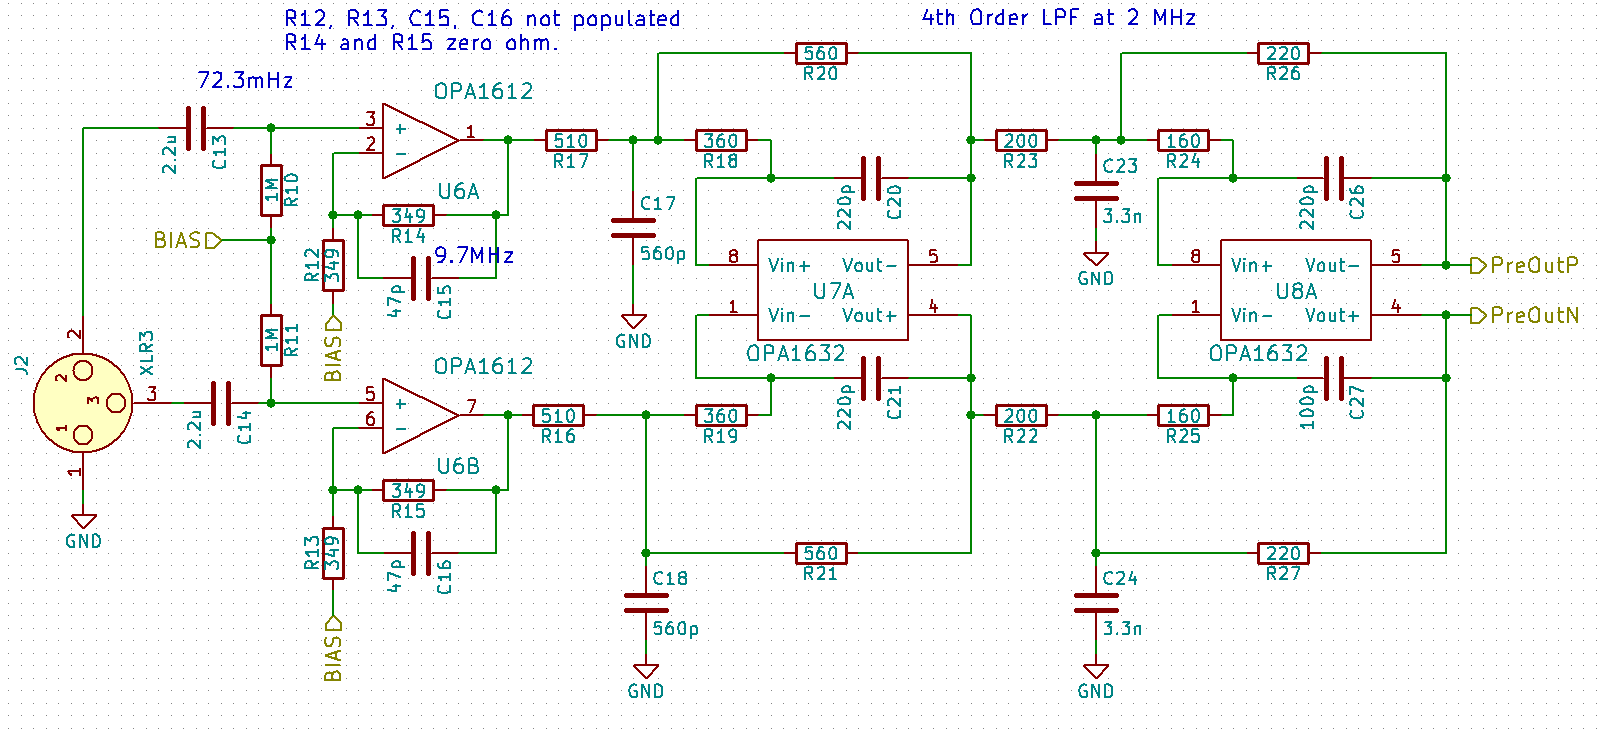 R12, R13, C15, C16 not populated
R14 and R15 zero ohm.
4th Order LPF at 2 MHz
72.3mHz
2.2u
C13
1M
R10
BIAS
3
2
1
OPA1612
U6A
349
R14
9.7MHz
47p
C15
R12
349
BIAS
510
R17
C17
560p
GND
560
R20
360
R18
220p
C20
8
Vin+
Vout-
5
U7A
1
Vin-
Vout+
4
OPA1632
220p
C21
360
R19
200
R23
C23
3.3n
GND
220
R26
160
R24
220p
C26
8
Vin+
Vout-
5
U8A
1
Vin-
Vout+
4
OPA1632
PreOutP
PreOutN
100p
C27
160
R25
200
R22
J2
XLR3
2
2
3
3
1
1
GND
2.2u
C14
1M
R11
OPA1612
5
6
7
U6B
349
R15
47p
C16
R13
349
BIAS
510
R16
C18
560p
GND
560
R21
C24
3.3n
GND
220
R27